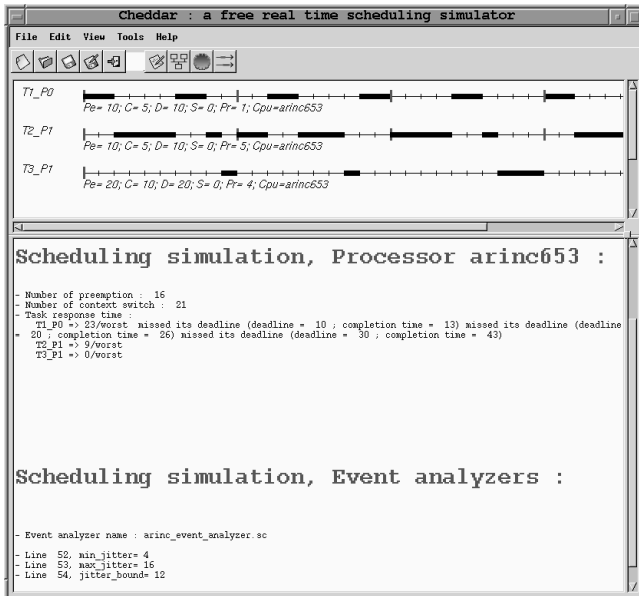 Cheddar : a free real time scheduling simulator
File Edit View Tools Help
T1_P0
Pe= 10; C= 5; D= 10; S= 0; Pr= 1; Cpu=arinc653
T2_P1
Pe= 10; C= 5; D= 10; S= 0; Pr= 5; Cpu=arinc653
T3_P1
Pe= 20; C= 10; D= 20; S= 0; Pr= 4; Cpu=arinc653
Scheduling simulation, Processor arinc653 :
- Number of preemption : 16
- Number of context switch : 21
- Task response time :
T1_P0 => 23/worst missed its deadline (deadline = 10 ; completion time = 13) missed its deadline (deadline
= 20 ; completion time = 26) missed its deadline (deadline = 30 ; completion time = 43)
T2_P1 => 9/worst
T3_P1 => 0/worst
Scheduling simulation, Event analyzers :
- Event analyzer name : arinc_event_analyzer.sc
- Line 52, min_jitter= 4
- Line 53, max_jitter= 16
- Line 54, jitter_bound= 12